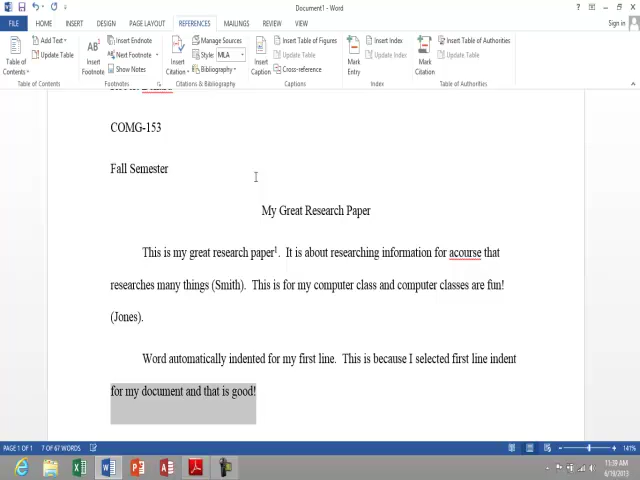 Document1 - Word
Sign in
FILE HOME INSERT DESIGN PAGE LAYOUT REFERENCES MAILINGS REVIEW VIEW
Table of Contents
Add Text
Update Table
Table of Contents
AB1
Insert Footnote
Insert Endnote
Next Footnote
Show Notes
Footnotes
Insert Citation
Manage Sources
Style: MLA
Bibliography
Citations & Bibliography
Insert Caption
Insert Table of Figures
Update Table
Cross-reference
Captions
Mark Entry
Insert Index
Update Index
Index
Mark Citation
Insert Table of Authorities
Update Table
Table of Authorities
COMG-153
Fall Semester
My Great Research Paper
This is my great research paper1. It is about researching information for acourse that
researches many things (Smith). This is for my computer class and computer classes are fun!
(Jones).
Word automatically indented for my first line. This is because I selected first line indent
for my document and that is good!
PAGE 1 OF 1 7 OF 67 WORDS
141%
11:39 AM
6/10/2013